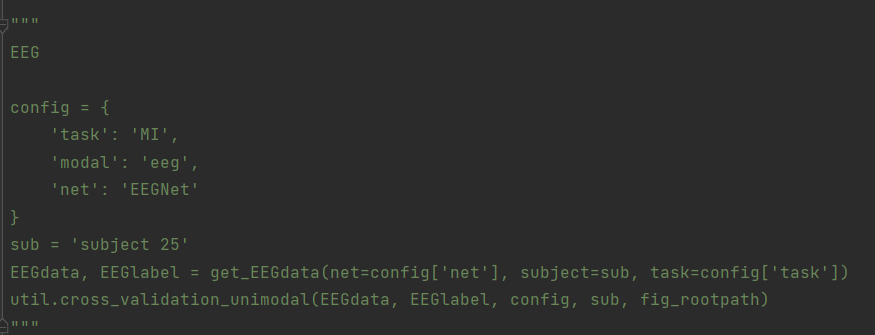 """
EEG
config = {
    'task': 'MI',
    'modal': 'eeg',
    'net': 'EEGNet'
}
sub = 'subject 25'
EEGdata, EEGlabel = get_EEGdata(net=config['net'], subject=sub, task=config['task'])
util.cross_validation_unimodal(EEGdata, EEGlabel, config, sub, fig_rootpath)
"""